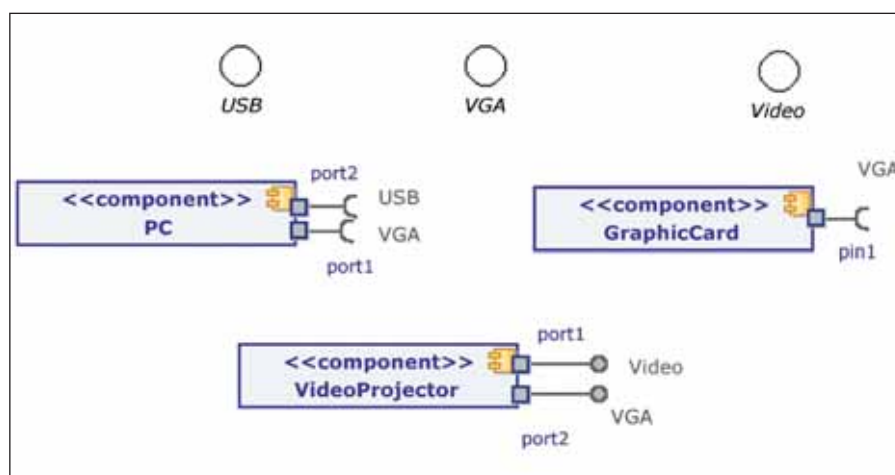 USB
VGA
Video
port2
<<component>>
PC
USB
VGA
port1
VGA
<<component>>
GraphicCard
pin1
port1
<<component>>
VideoProjector
Video
VGA
port2